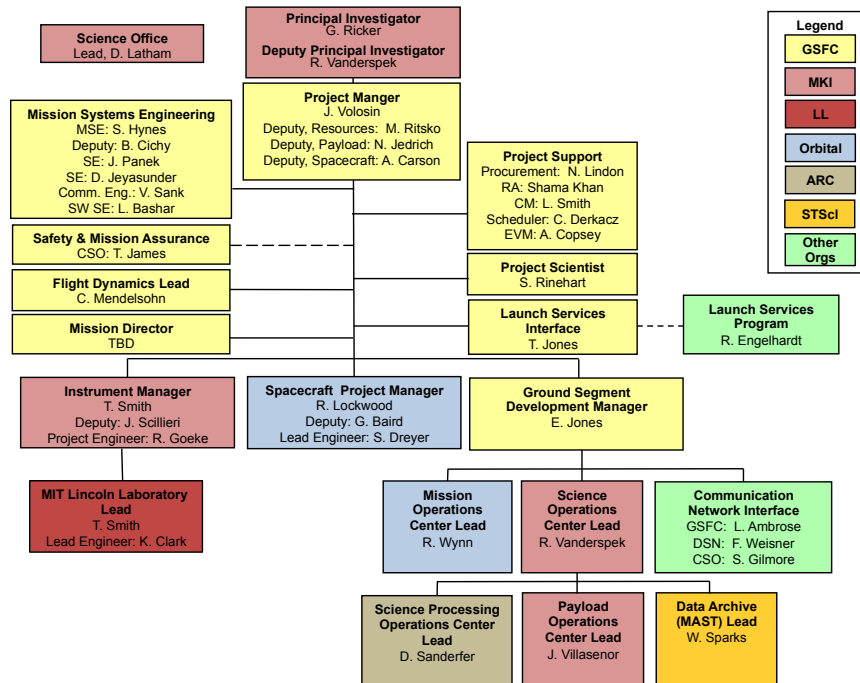 Science Office
Lead, D. Latham
Principal Investigator
G. Ricker
Deputy Principal Investigator
R. Vanderspek
Legend
GSFC
MKI
LL
Orbital
ARC
STScI
Other
Orgs
Project Manger
J. Volosin
Deputy, Resources: M. Ritsko
Deputy, Payload: N. Jedrich
Deputy, Spacecraft: A. Carson
Mission Systems Engineering
MSE: S. Hynes
Deputy: B. Cichy
SE: J. Panek
SE: D. Jeyasunder
Comm. Eng.: V. Sank
SW SE: L. Bashar
Project Support
Procurement: N. Lindon
RA: Shama Khan
CM: L. Smith
Scheduler: C. Derkacz
EVM: A. Copsey
Safety & Mission Assurance
CSO: T. James
Flight Dynamics Lead
C. Mendelsohn
Project Scientist
S. Rinehart
Mission Director
TBD
Launch Services
Interface
T. Jones
Launch Services
Program
R. Engelhardt
Instrument Manager
T. Smith
Deputy: J. Scillieri
Project Engineer: R. Goeke
Spacecraft Project Manager
R. Lockwood
Deputy: G. Baird
Lead Engineer: S. Dreyer
Ground Segment
Development Manager
E. Jones
MIT Lincoln Laboratory
Lead
T. Smith
Lead Engineer: K. Clark
Mission
Operations
Center Lead
R. Wynn
Science
Operations
Center Lead
R. Vanderspek
Communication
Network Interface
GSFC: L. Ambrose
DSN: F. Weisner
CSO: S. Gilmore
Science Processing
Operations Center
Lead
D. Sanderfer
Payload
Operations
Center Lead
J. Villasenor
Data Archive
(MAST) Lead
W. Sparks